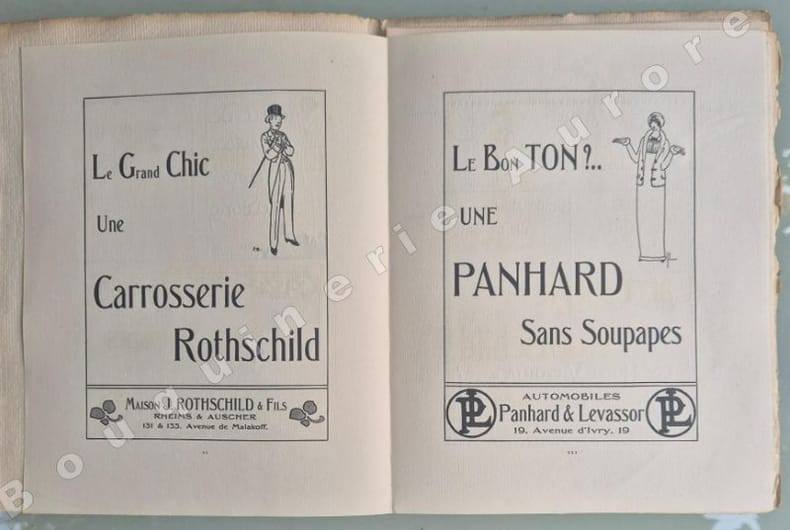 Le Grand Chic
Une
Carrosserie
Rothschild
Maison J. ROTHSCHILD & FILS
RHEIMS & AUSCHER
131 & 133, Avenue de Malakoff.
Le Bon TON ?..
UNE
PANHARD
Sans Soupapes
PL
AUTOMOBILES
Panhard & Levassor
19, Avenue d'Ivry, 19
PL
Bouquinerie Aurore